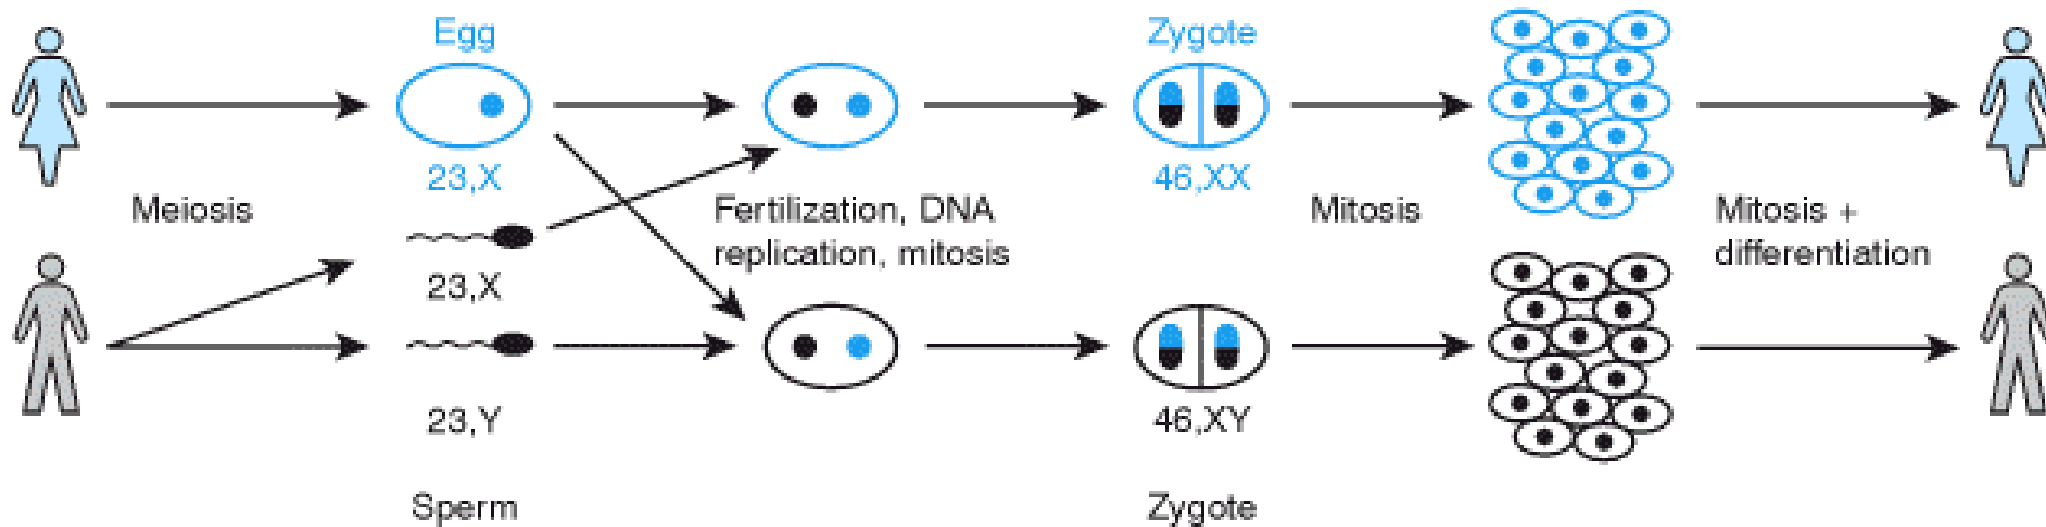 Egg
Zygote
23,X
46,XX
Meiosis
Fertilization, DNA
replication, mitosis
Mitosis
Mitosis +
differentiation
23,X
23,Y
46,XY
Sperm
Zygote